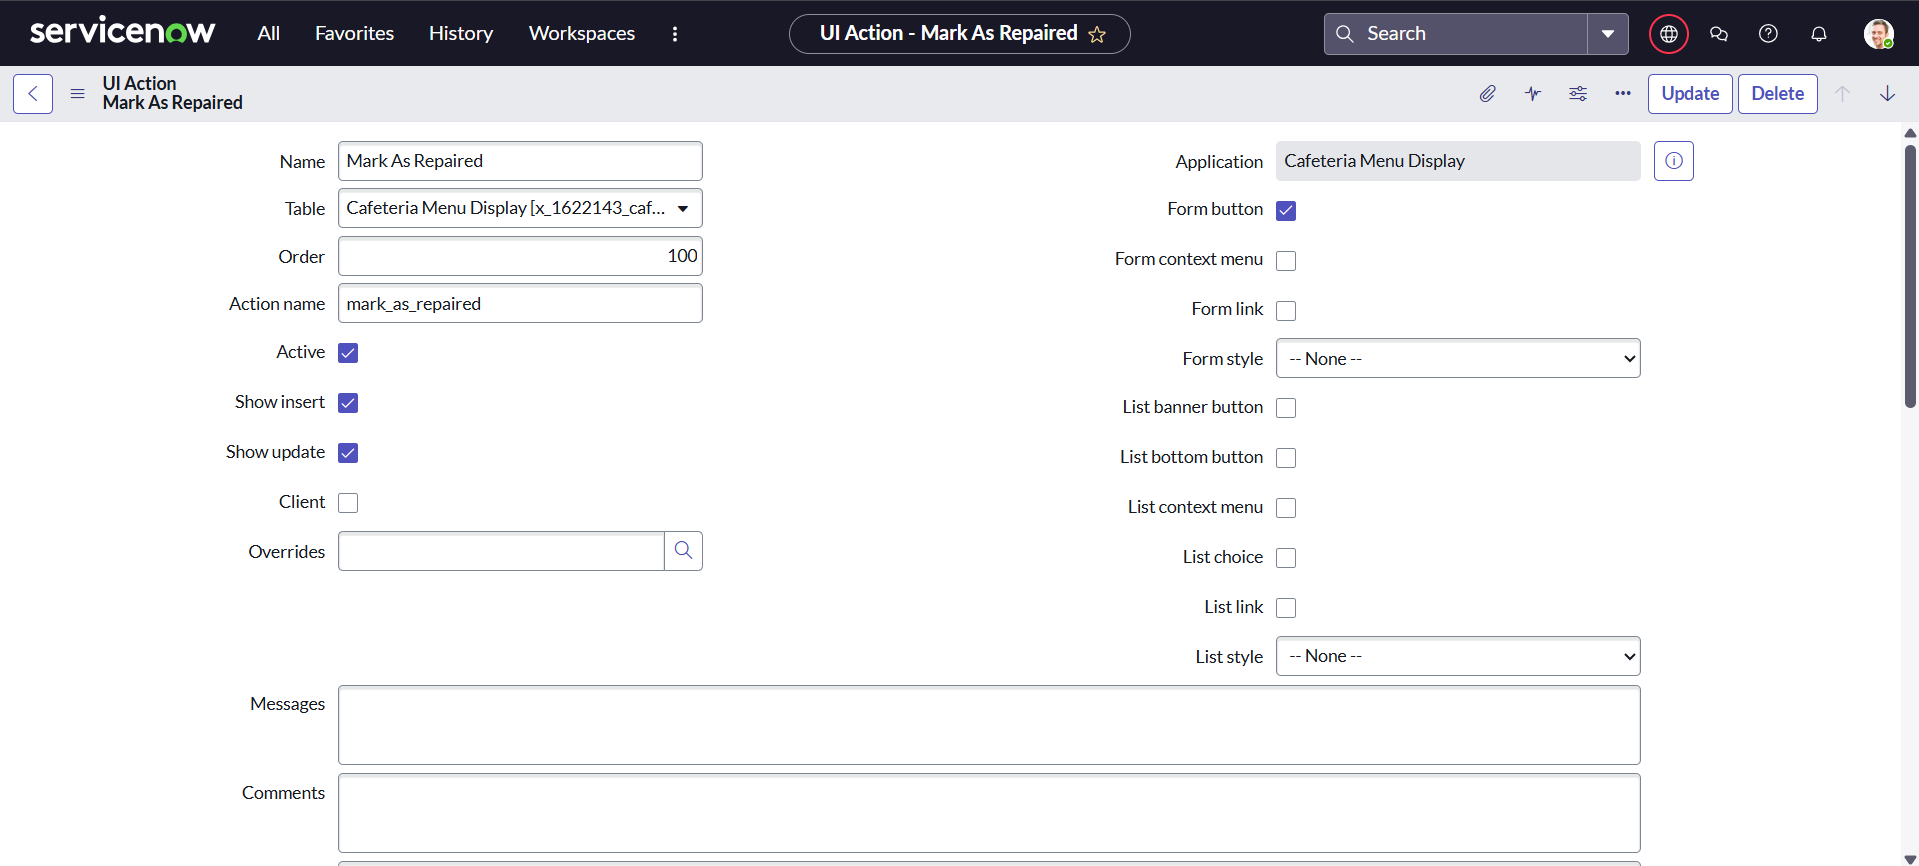 servicenow All Favorites History Workspaces UI Action - Mark As Repaired Search
UI Action
Mark As Repaired
Update Delete
Name Mark As Repaired
Application Cafeteria Menu Display
Table Cafeteria Menu Display [x_1622143_caf...
Form button
Order 100
Form context menu
Action name mark_as_repaired
Form link
Active
Form style -- None --
Show insert
List banner button
Show update
List bottom button
Client
List context menu
Overrides
List choice
List link
List style -- None --
Messages
Comments